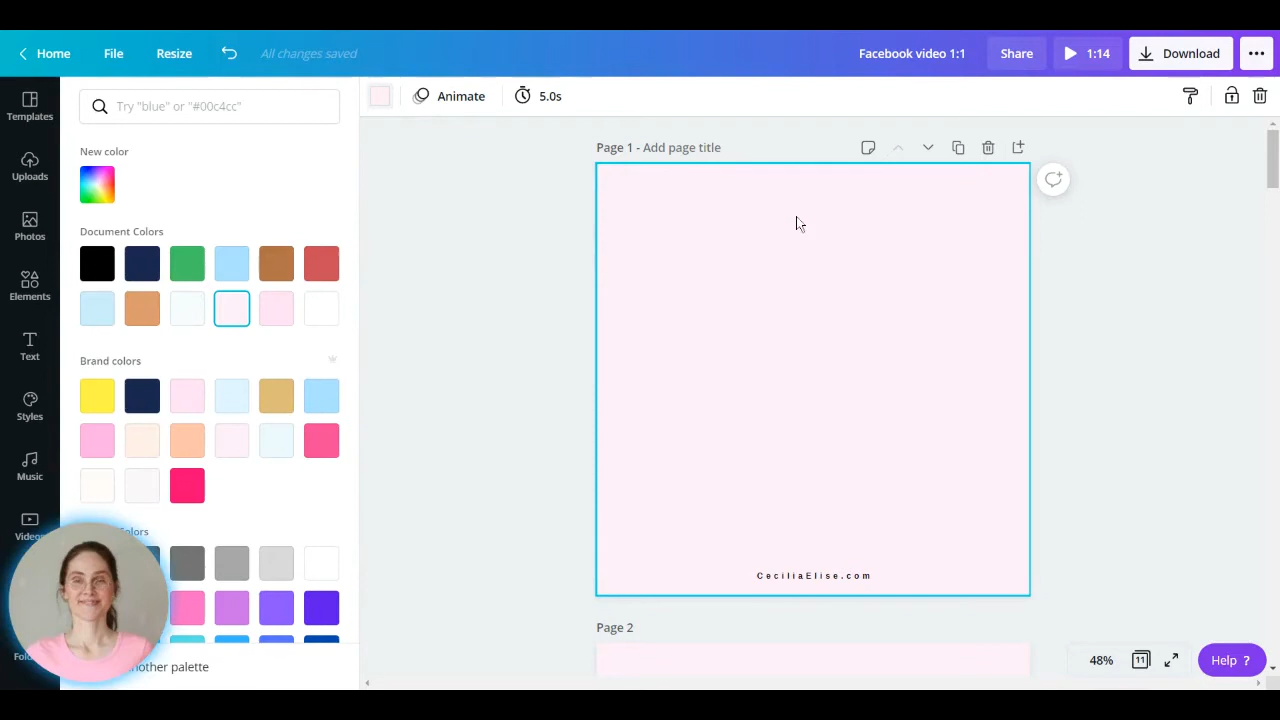 Home
File
Resize
All changes saved
Facebook video 1:1
Share
1:14
Download
Templates
Uploads
Photos
Elements
Text
Styles
Music
Try "blue" or "#00c4cc"
New color
Document Colors
Brand colors
Animate
5.0s
Page 1 - Add page title
CeciliaElise.com
Page 2
48%
11
Help ?
palette